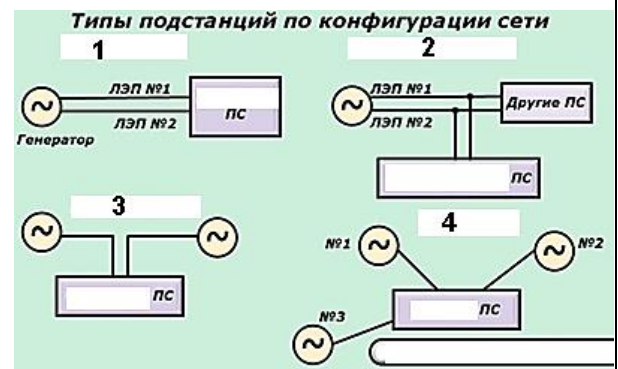 Типы подстанций по конфигурации сети
1
2
ЛЭП №1
ПС
ЛЭП №2
Генератор
ЛЭП №1
Другие ПС
ЛЭП №2
ПС
3
ПС
4
№1
№2
ПС
№3